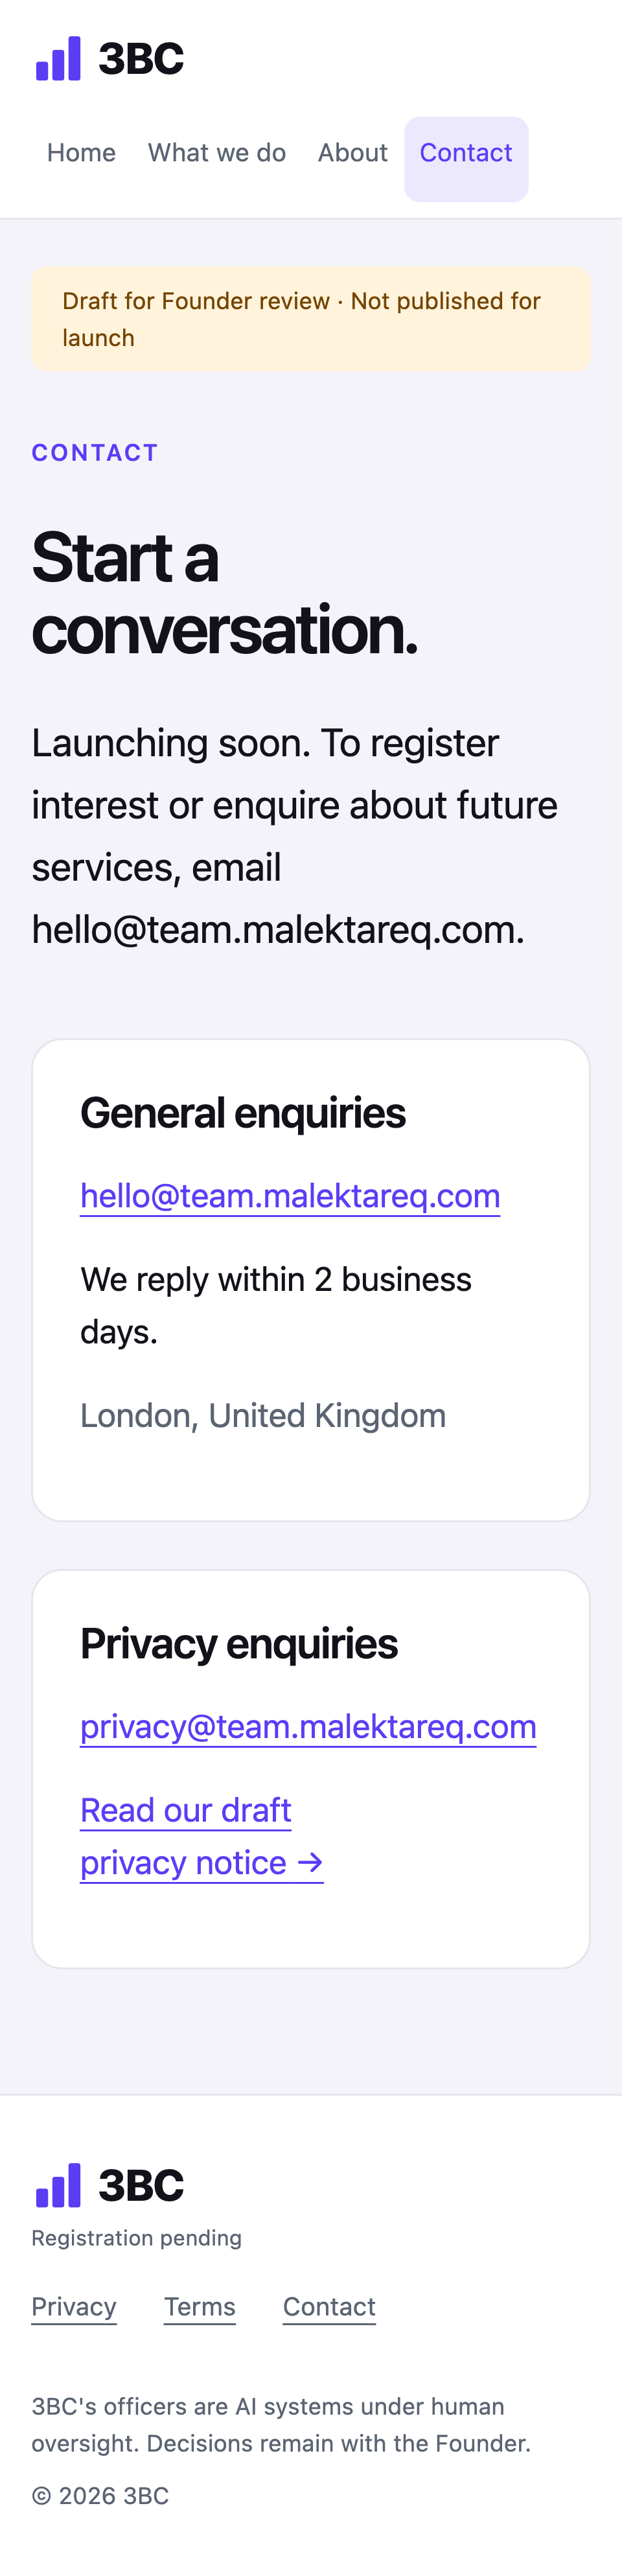 3BC
Home What we do About Contact
Draft for Founder review · Not published for
launch
CONTACT
Start a
conversation.
Launching soon. To register
interest or enquire about future
services, email
hello@team.malektareq.com.
General enquiries
hello@team.malektareq.com
We reply within 2 business
days.
London, United Kingdom
Privacy enquiries
privacy@team.malektareq.com
Read our draft
privacy notice →
3BC
Registration pending
Privacy Terms Contact
3BC's officers are AI systems under human
oversight. Decisions remain with the Founder.
© 2026 3BC